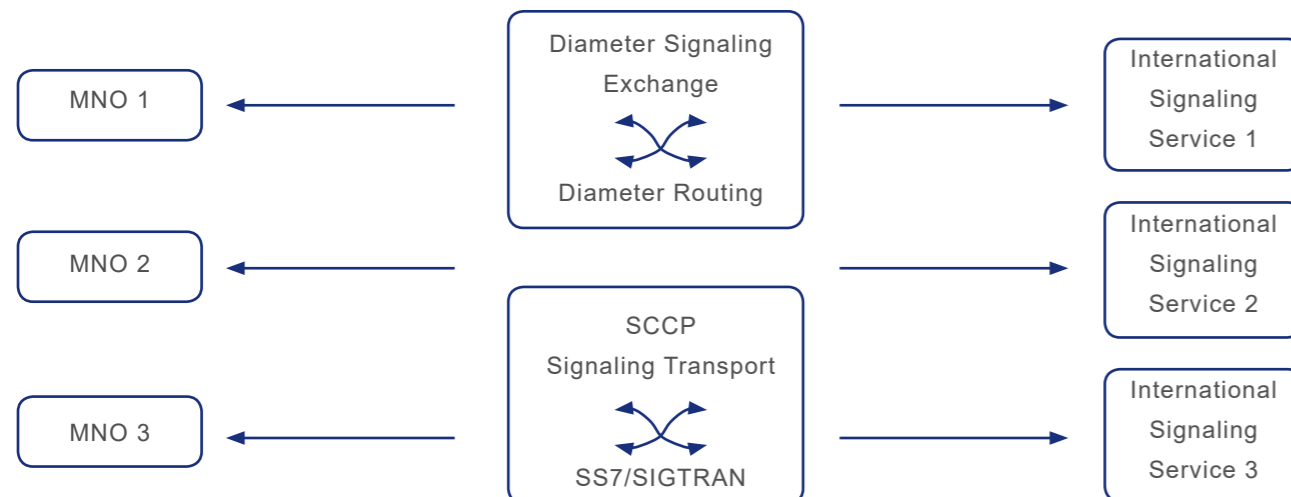 MNO 1
MNO 2
MNO 3
Diameter Signaling
Exchange
Diameter Routing
SCCP
Signaling Transport
SS7/SIGTRAN
International
Signaling
Service 1
International
Signaling
Service 2
International
Signaling
Service 3